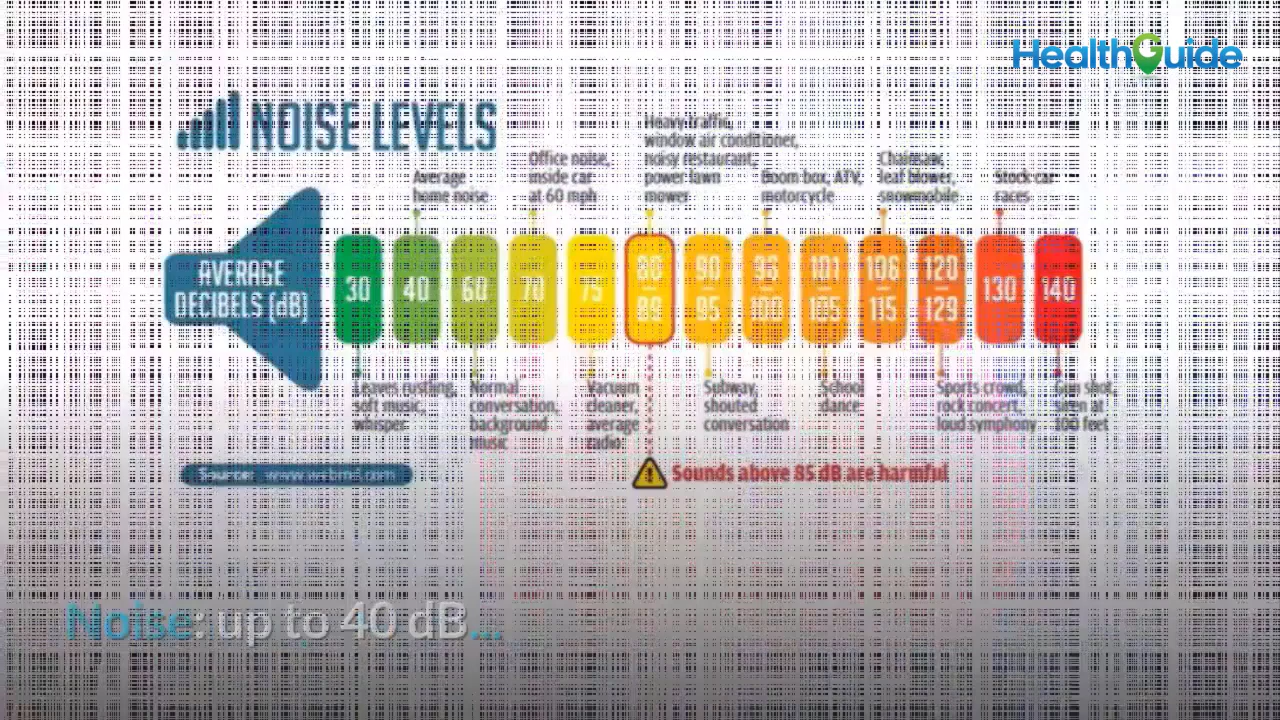 HealthGuide
NOISE LEVELS
Heavy traffic,
window air conditioner,
noisy restaurant,
power lawn
mower
Office noise,
inside car
at 60 mph
Chainsaw,
leaf blower,
snowmobile
Average
home noise
Boom box, ATV,
motorcycle
Stock car
races
AVERAGE
DECIBELS (dB)
30
40
60
70
75
80
–
89
90
–
95
100
101
–
105
106
–
115
120
–
129
130
140
Leaves rustling,
soft music,
whisper
Normal
conversation,
background
music
Vacuum
cleaner,
average
radio
Subway,
shouted
conversation
School
dance
Sports crowd,
rock concert,
loud symphony
Gun shot,
siren at
100 feet
Sounds above 85 dB are harmful
Noise: up to 40 dB...